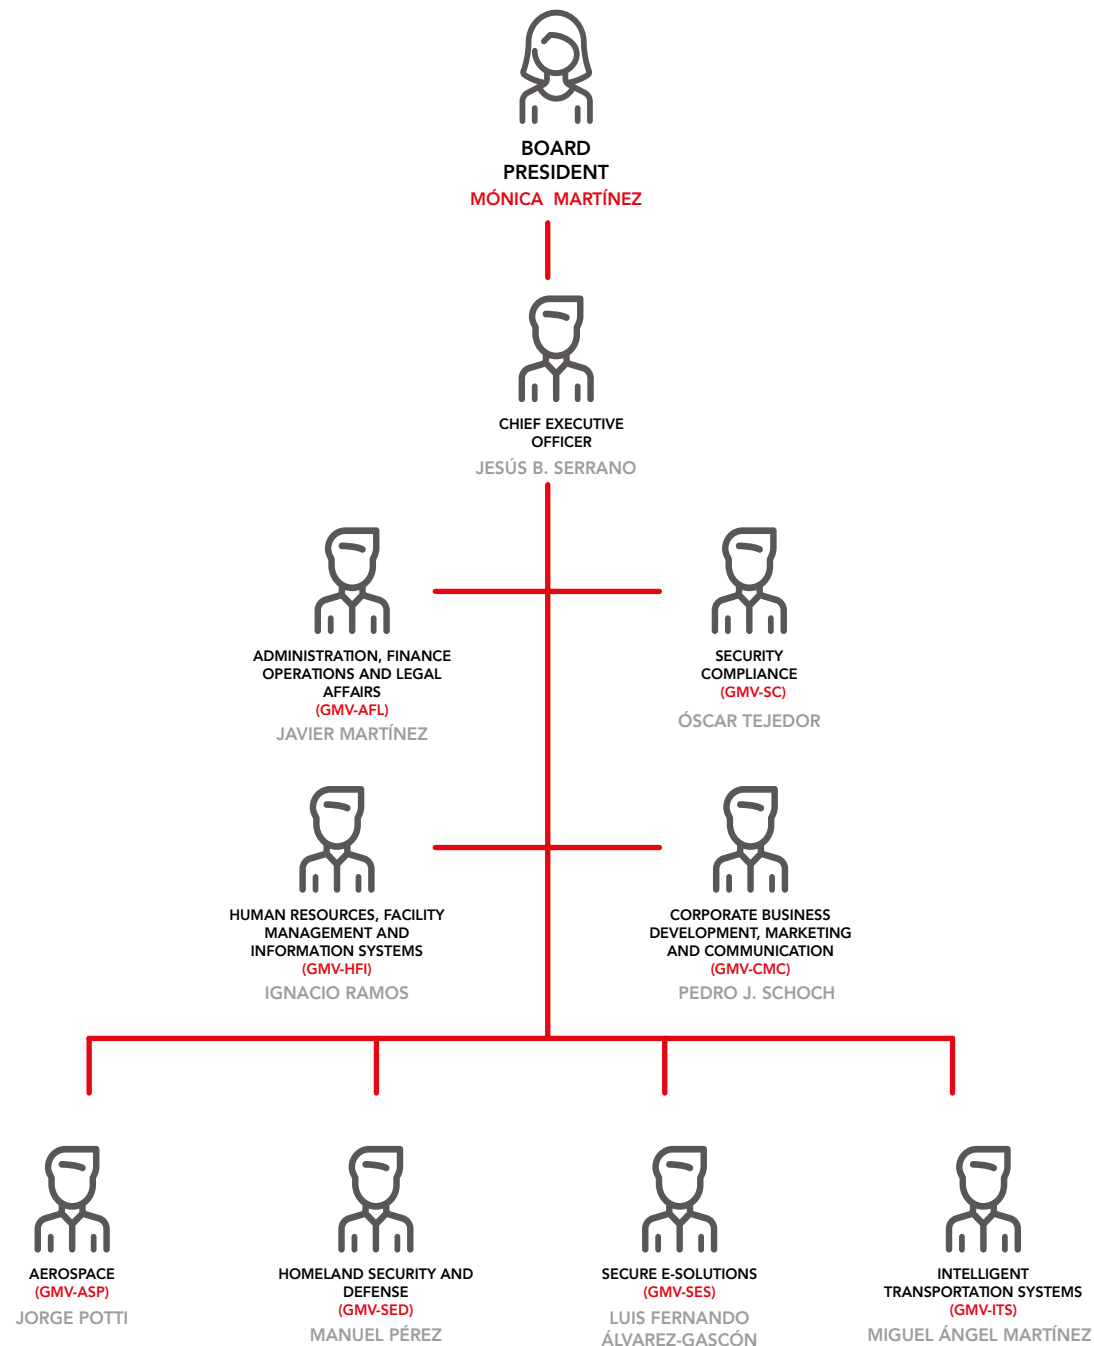 BOARD
PRESIDENT
MÓNICA MARTÍNEZ
CHIEF EXECUTIVE
OFFICER
JESÚS B. SERRANO
ADMINISTRATION, FINANCE
OPERATIONS AND LEGAL
AFFAIRS
(GMV-AFL)
JAVIER MARTÍNEZ
SECURITY
COMPLIANCE
(GMV-SC)
ÓSCAR TEJEDOR
HUMAN RESOURCES, FACILITY
MANAGEMENT AND
INFORMATION SYSTEMS
(GMV-HFI)
IGNACIO RAMOS
CORPORATE BUSINESS
DEVELOPMENT, MARKETING
AND COMMUNICATION
(GMV-CMC)
PEDRO J. SCHOCH
AEROSPACE
(GMV-ASP)
JORGE POTTI
HOMELAND SECURITY AND
DEFENSE
(GMV-SED)
MANUEL PÉREZ
SECURE E-SOLUTIONS
(GMV-SES)
LUIS FERNANDO
ÁLVAREZ-GASCÓN
INTELLIGENT
TRANSPORTATION SYSTEMS
(GMV-ITS)
MIGUEL ÁNGEL MARTÍNEZ